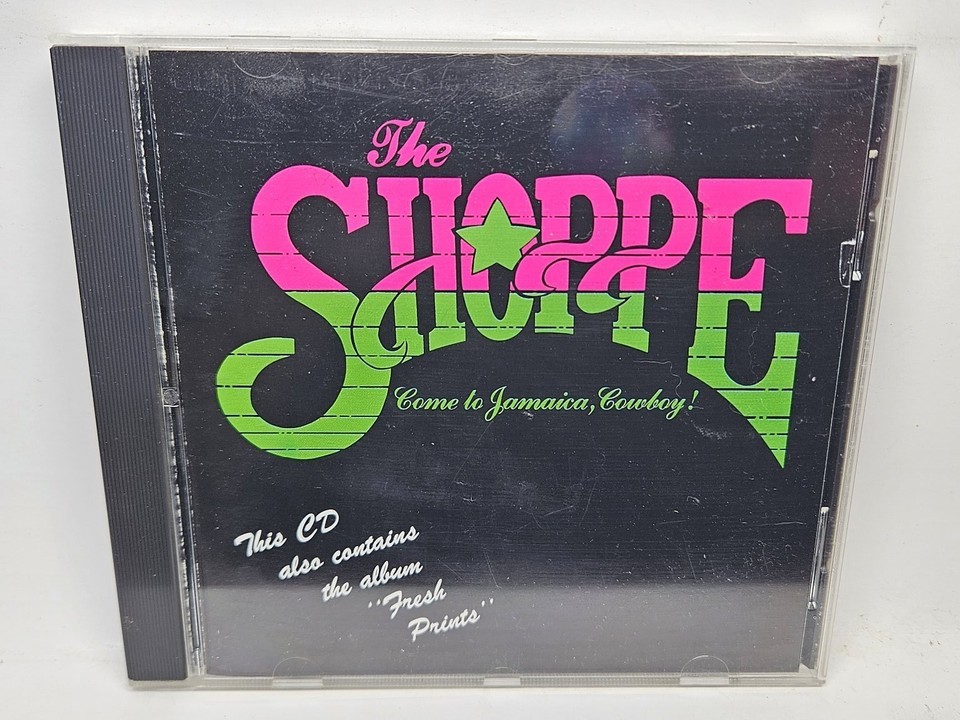 The
SHOPPE
Come to Jamaica, Cowboy!
This CD
also contains
the album
"Fresh
Prints"